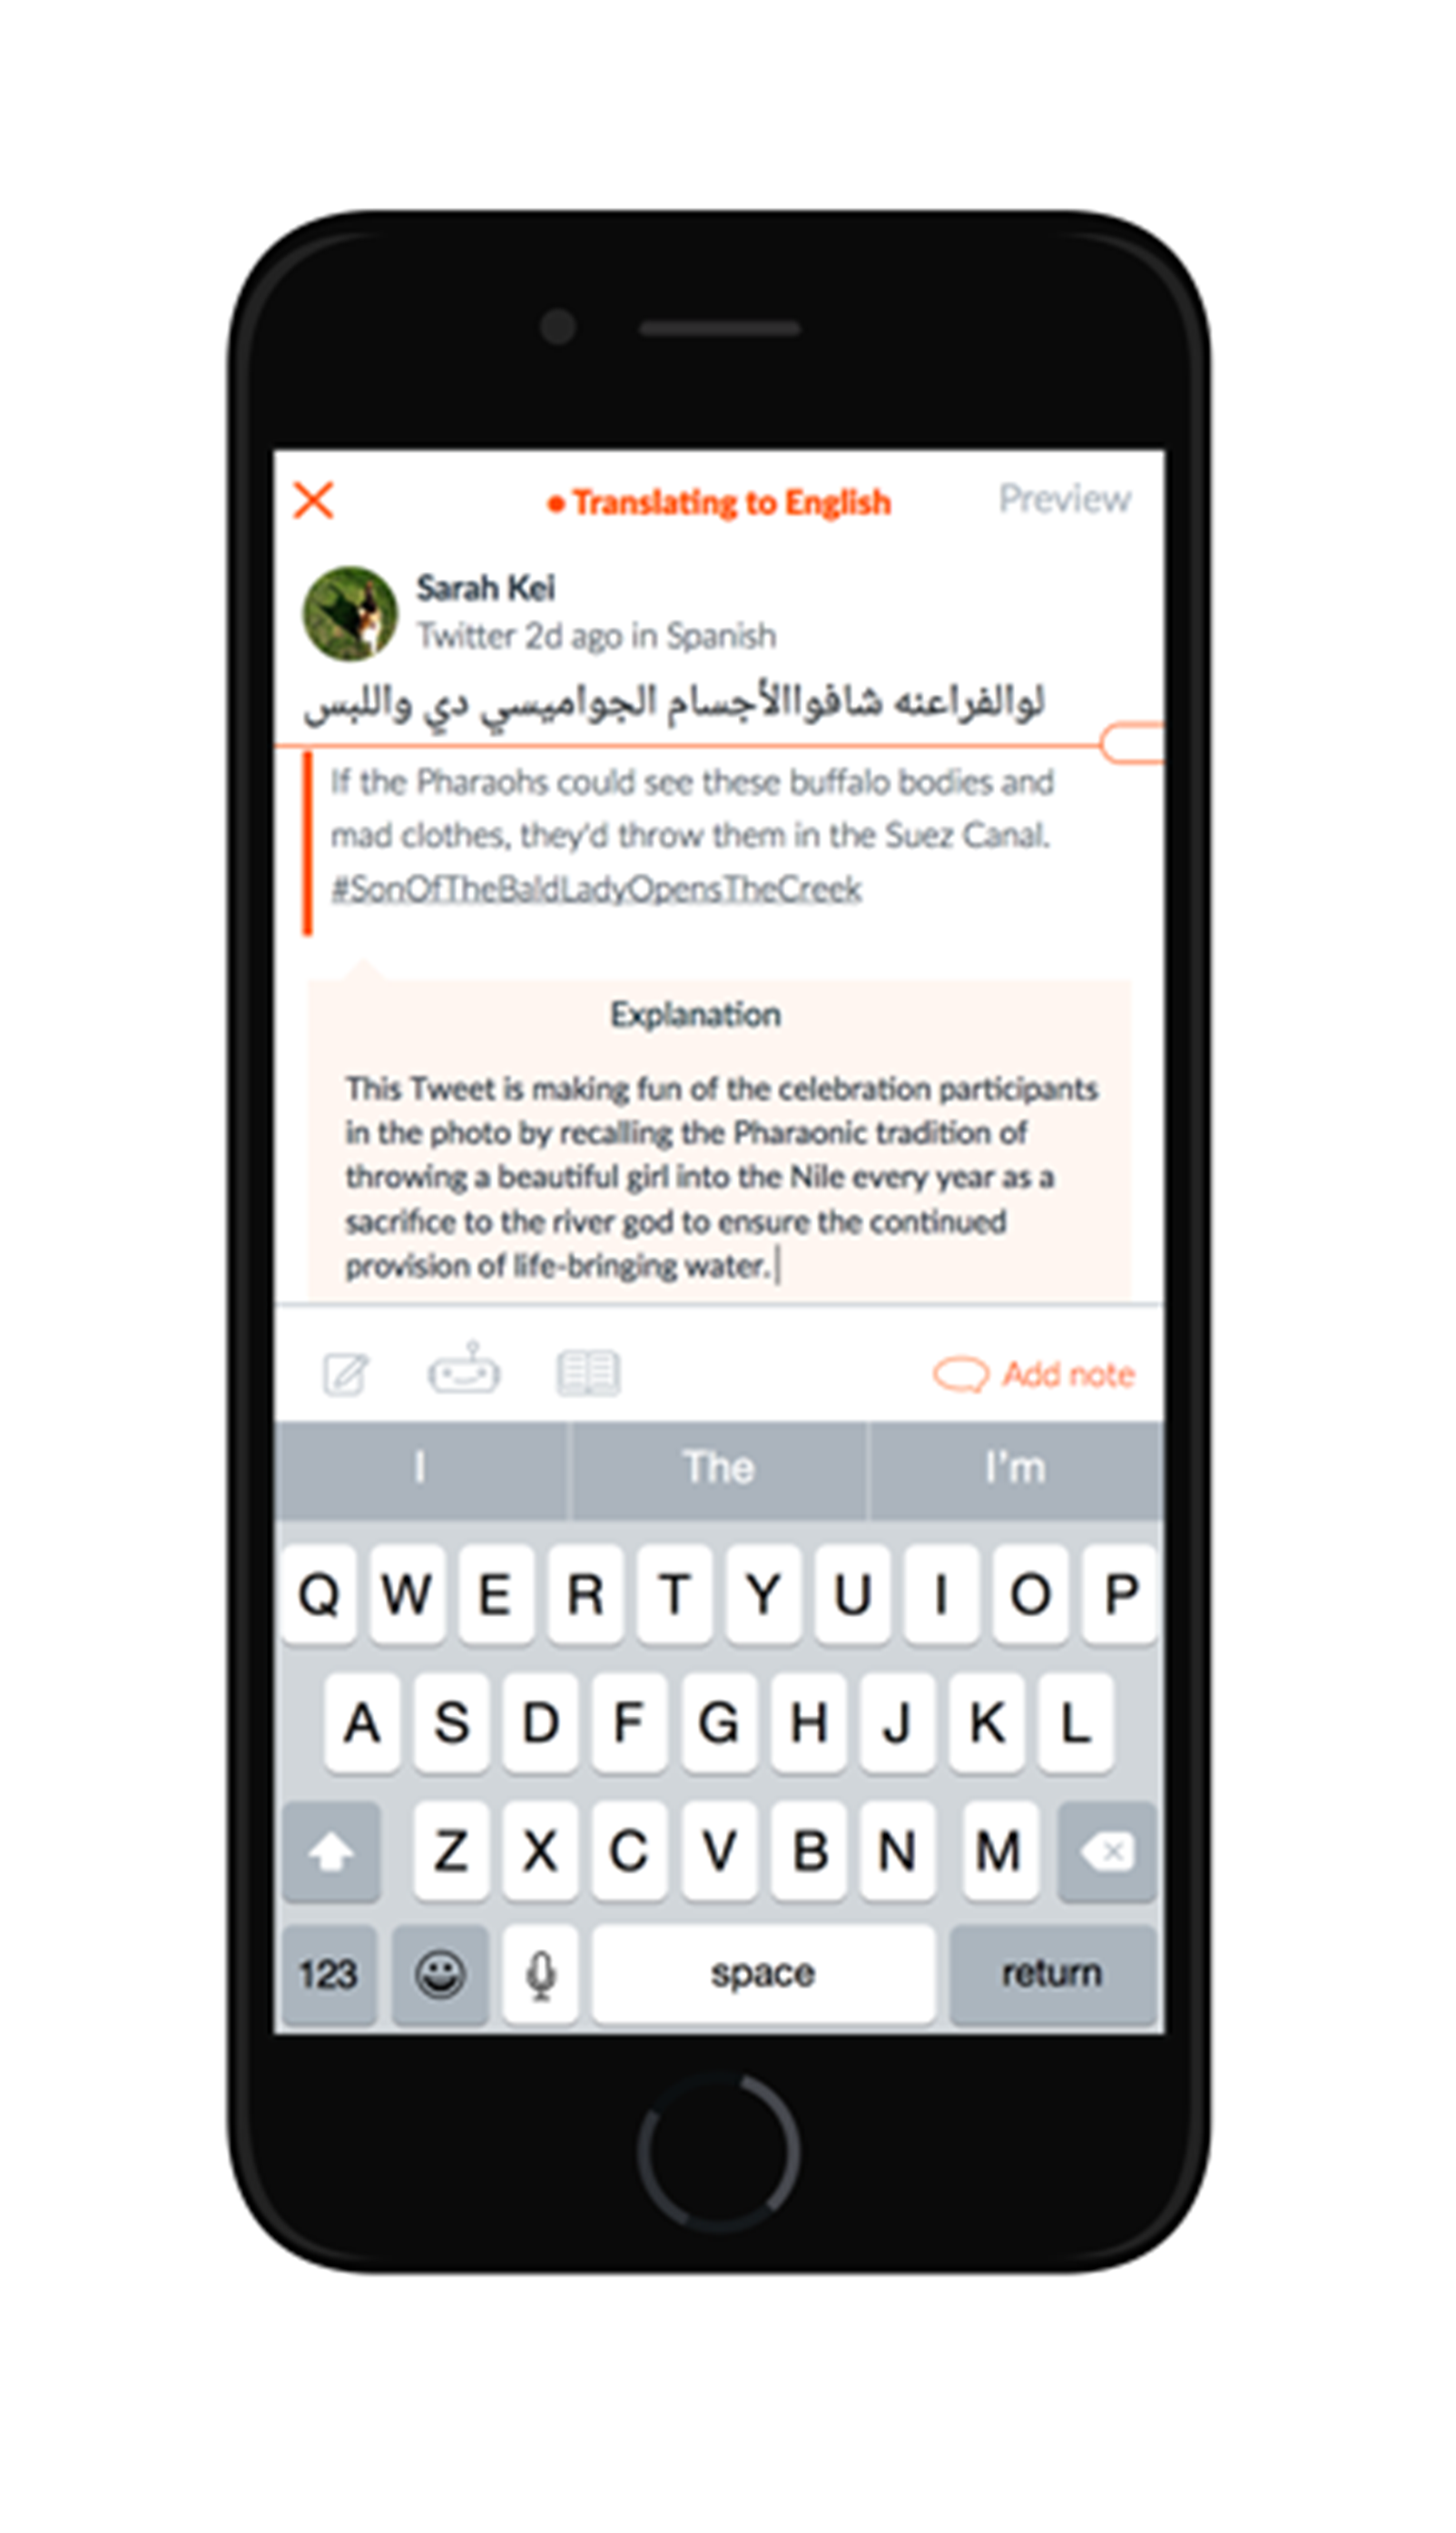 Translating to English
Preview
Sarah Kei
Twitter 2d ago in Spanish
لوالفراعنه شافواالأجسام الجواميسي دي واللبس
If the Pharaohs could see these buffalo bodies and
mad clothes, they'd throw them in the Suez Canal.
#SonOfTheBaldLadyOpensTheCreek
Explanation
This Tweet is making fun of the celebration participants
in the photo by recalling the Pharaonic tradition of
throwing a beautiful girl into the Nile every year as a
sacrifice to the river god to ensure the continued
provision of life-bringing water.
Add note
I The I'm
Q W E R T Y U I O P
A S D F G H J K L
Z X C V B N M
123 space return